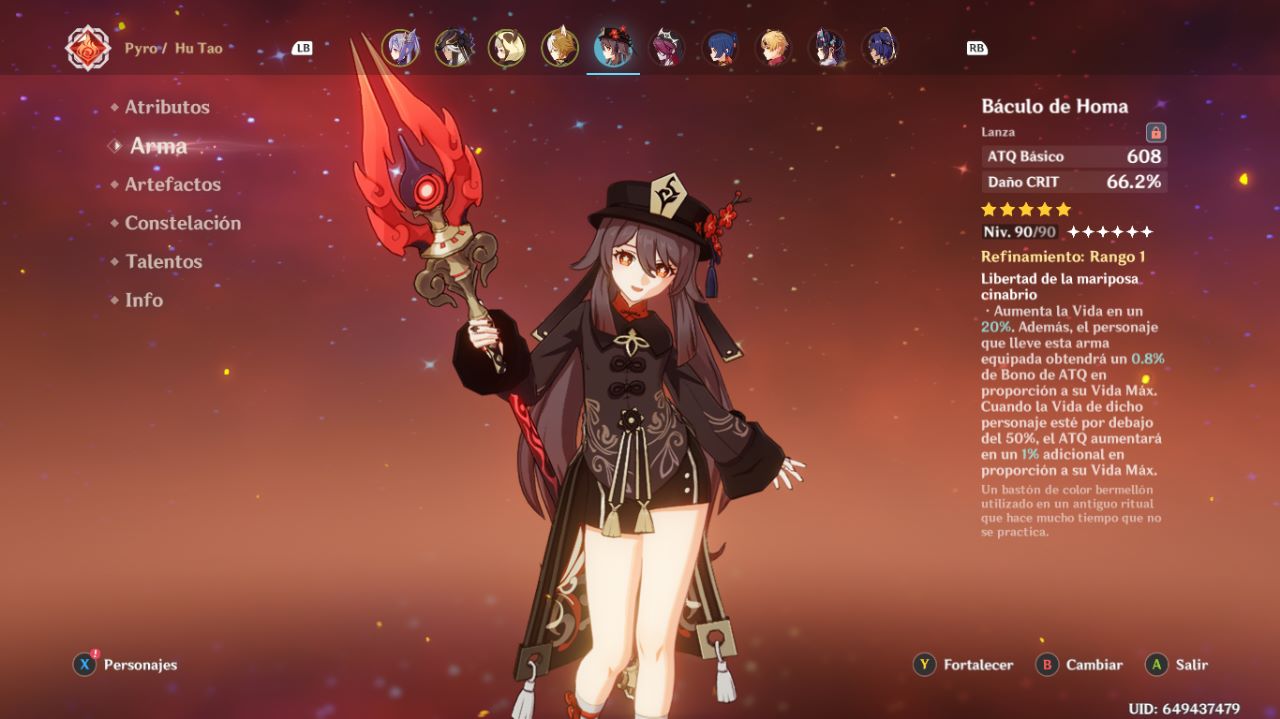 Pyro / Hu Tao
LB
RB
Atributos
Arma
Artefactos
Constelación
Talentos
Info
Báculo de Homa
Lanza
ATQ Básico 608
Daño CRIT 66.2%
Niv. 90/90
Refinamiento: Rango 1
Libertad de la mariposa
cinabrio
· Aumenta la Vida en un
20%. Además, el personaje
que lleve esta arma
equipada obtendrá un 0.8%
de Bono de ATQ en
proporción a su Vida Máx.
Cuando la Vida de dicho
personaje esté por debajo
del 50%, el ATQ aumentará
en un 1% adicional en
proporción a su Vida Máx.
Un bastón de color bermellón
utilizado en un antiguo ritual
que hace mucho tiempo que no
se practica.
X ! Personajes
Y Fortalecer B Cambiar A Salir
UID: 649437479